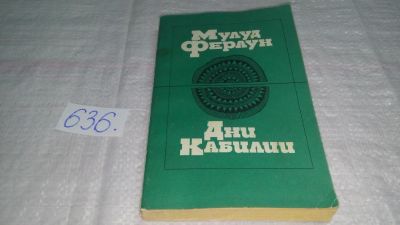 636.
Мулуд
Фераун
Дни
Кабилии